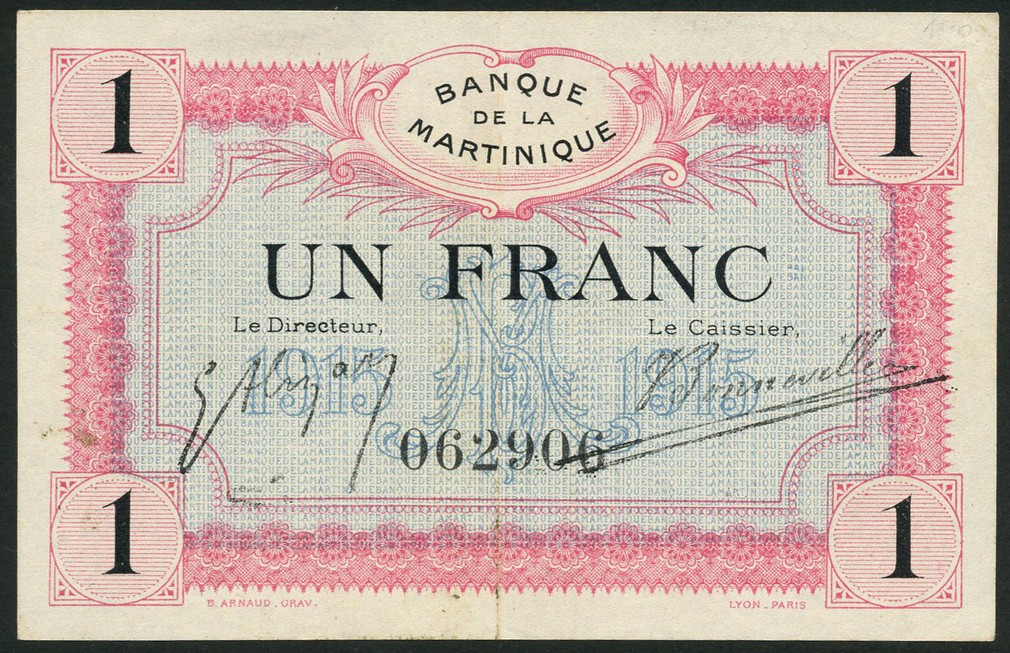 1
1
BANQUE
DE LA
MARTINIQUE
UN FRANC
Le Directeur,
Le Caissier,
1915
1915
062906
1
1
B. ARNAUD. GRAV.
LYON. PARIS